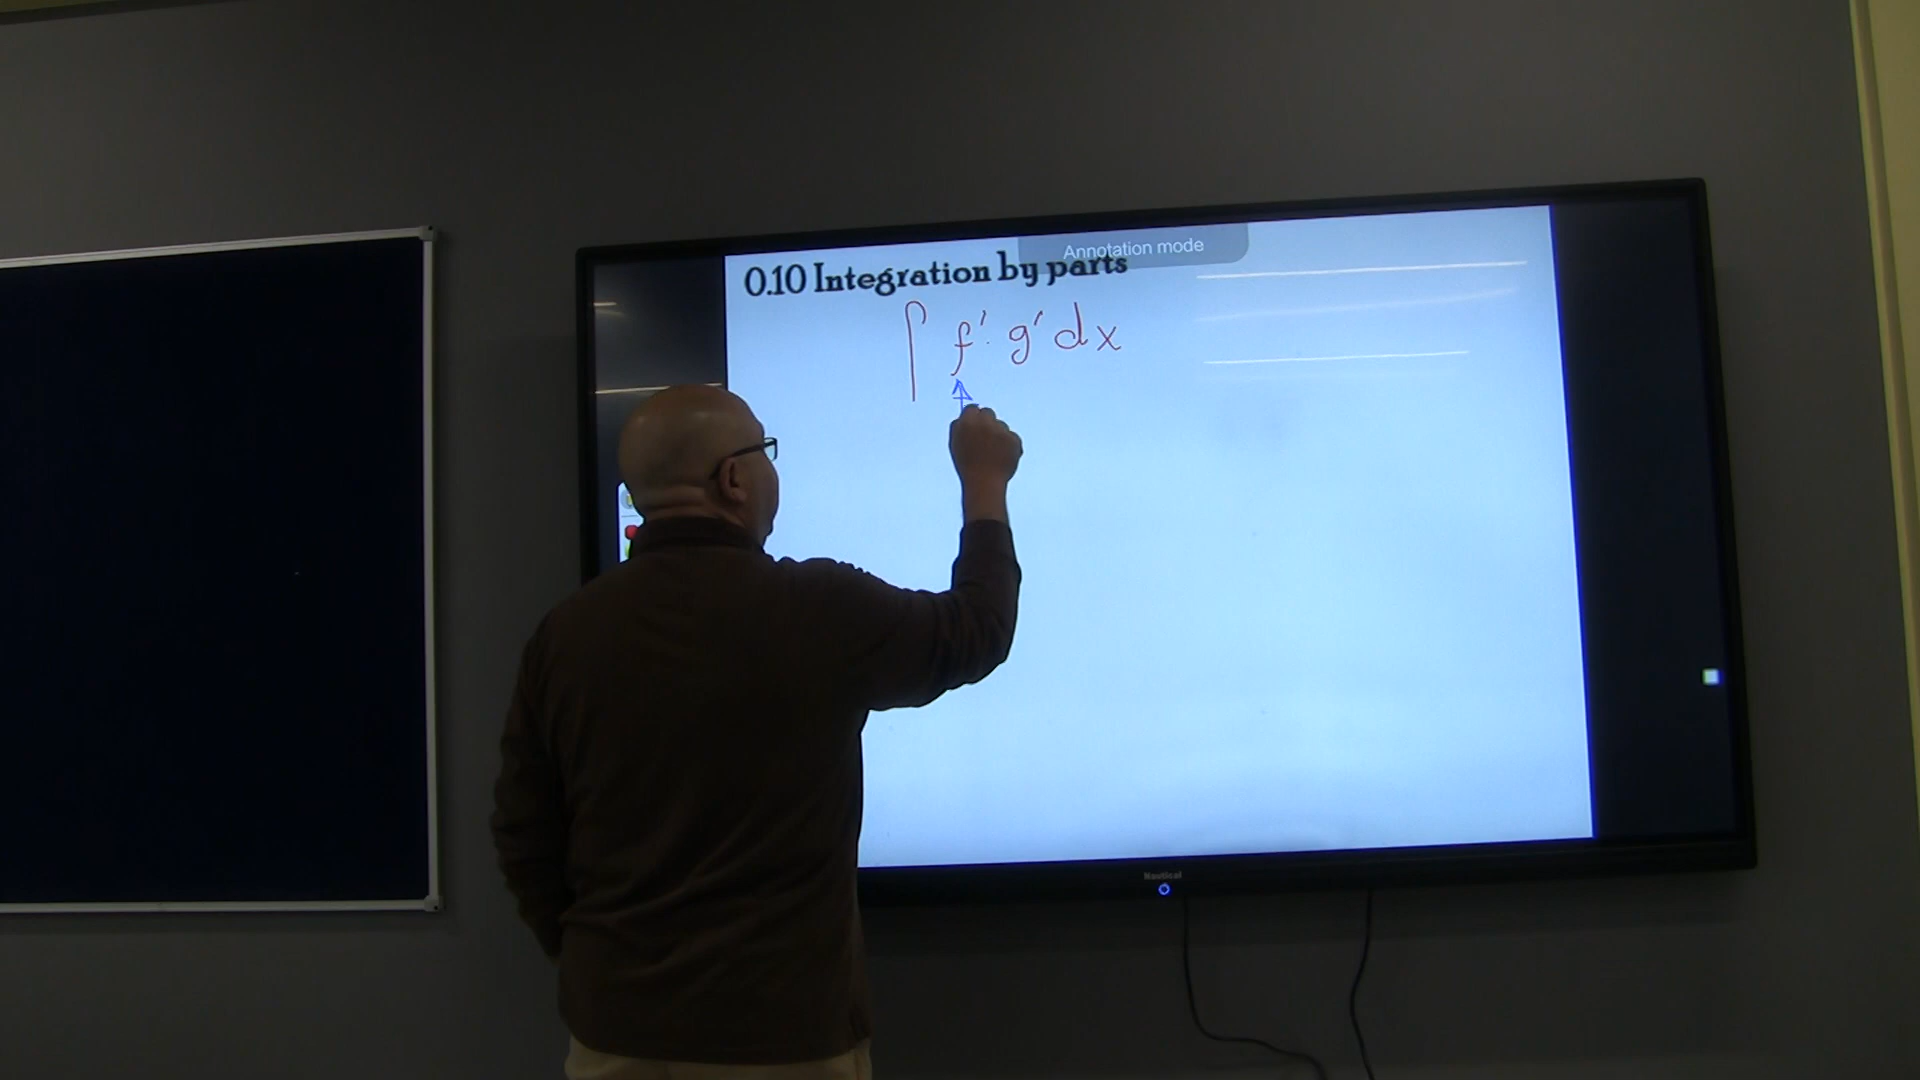 Annotation mode
0.10 Integration by parts
∫ f'. g' dx
Nautical